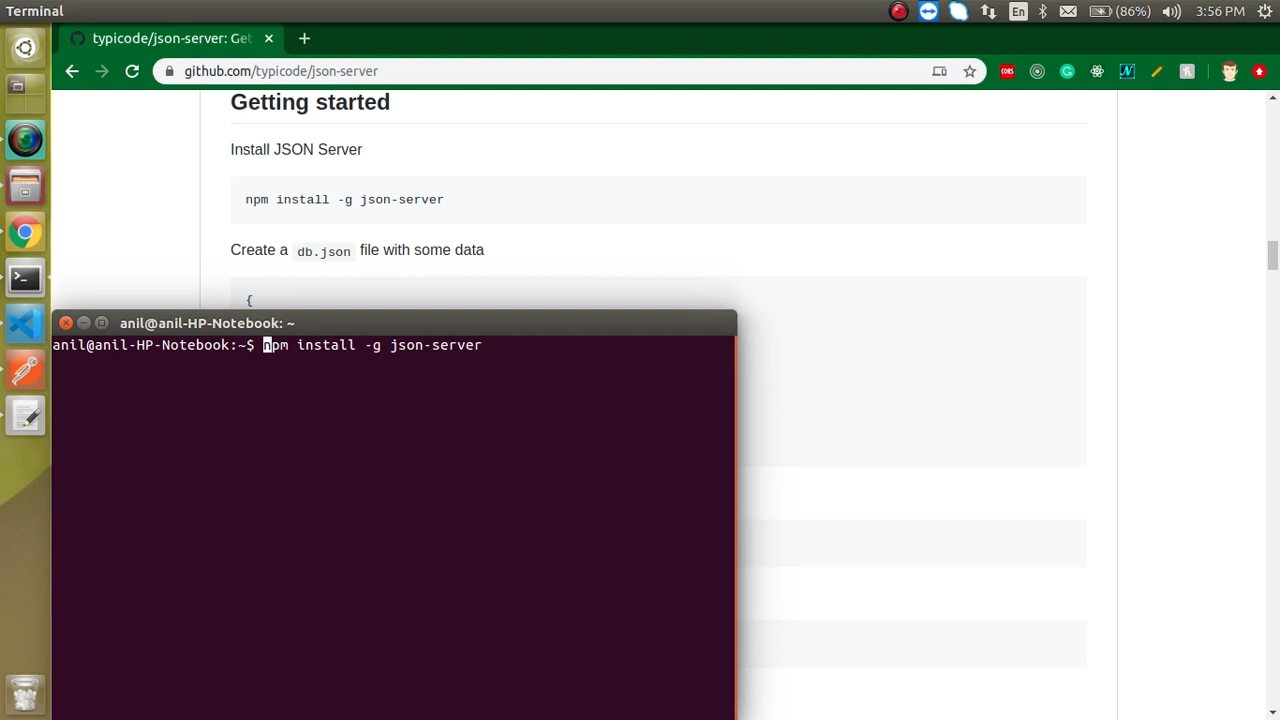 Terminal
En
(86%)
3:56 PM
typicode/json-server: Get
github.com/typicode/json-server
CORS
Getting started
Install JSON Server
npm install -g json-server
Create a db.json file with some data
{
anil@anil-HP-Notebook: ~
anil@anil-HP-Notebook:~$ npm install -g json-server